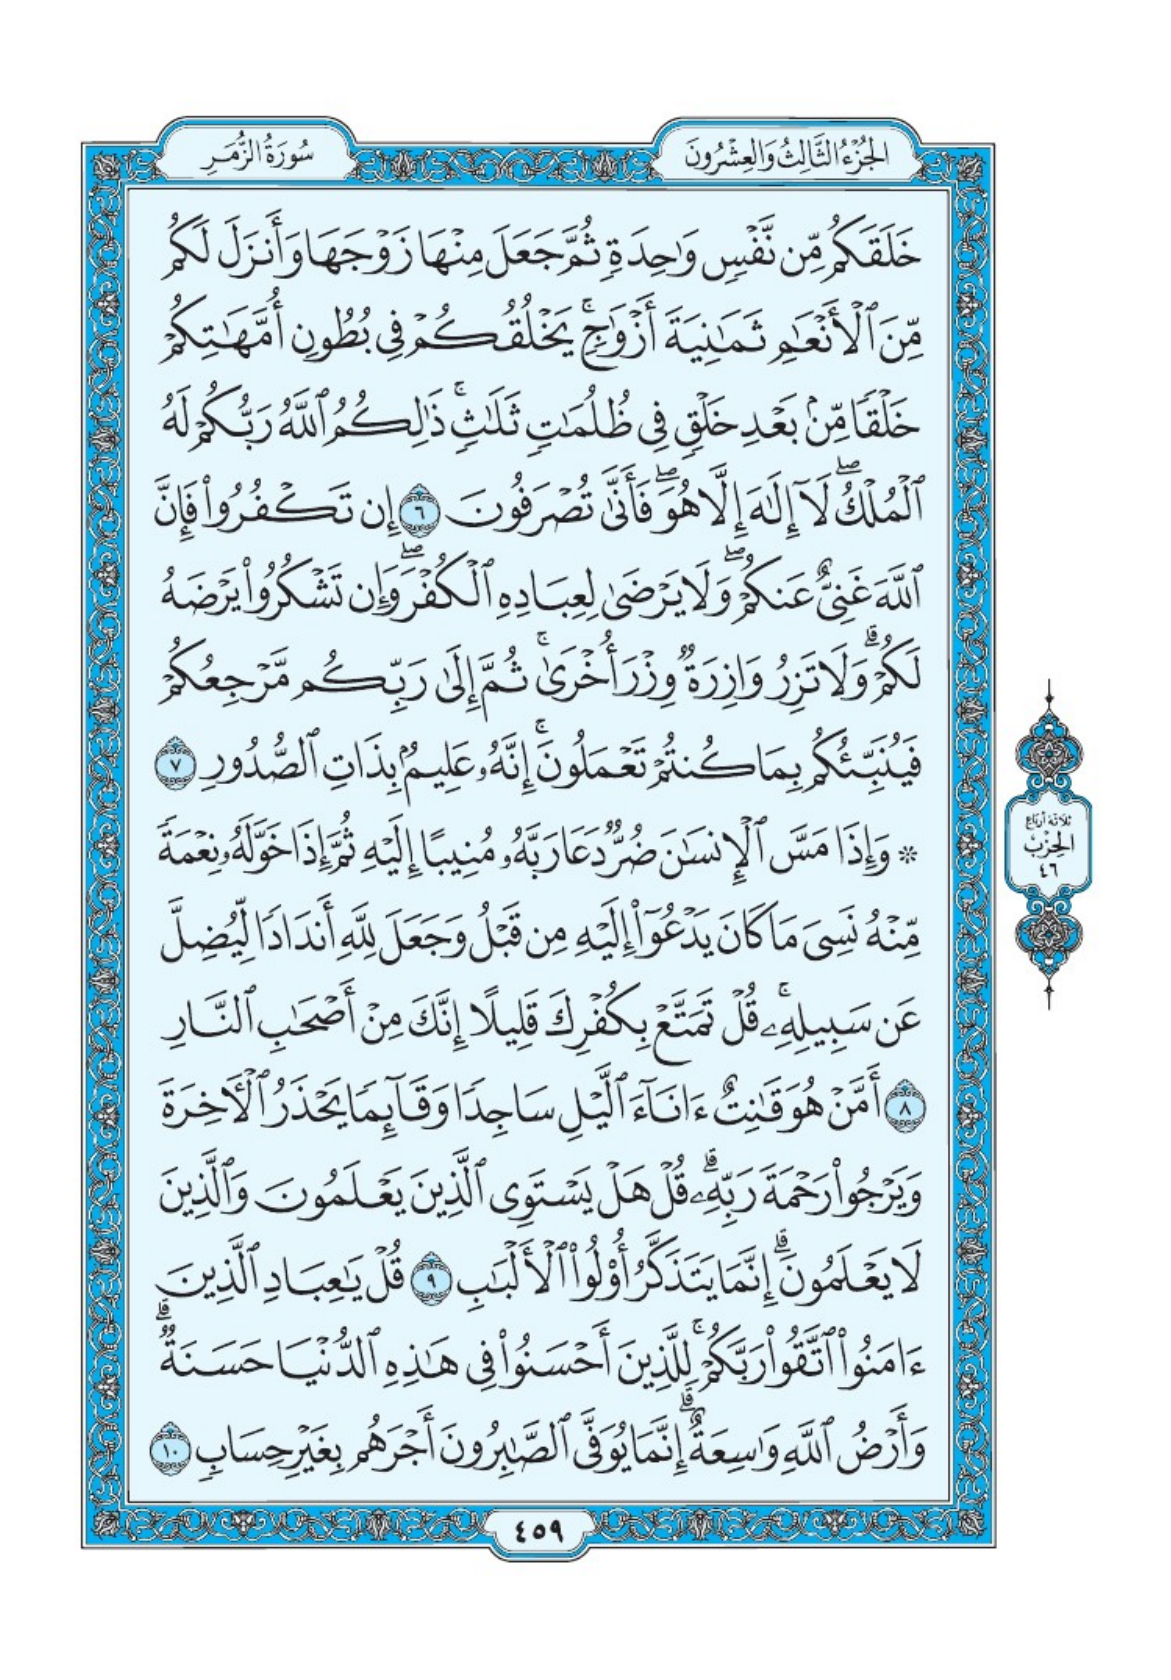 الجُزْءُ الثَّالِثُ وَالعِشْرُونَ
سُورَةُ الزُّمَرِ
خَلَقَكُم مِّن نَّفْسٍ وَٰحِدَةٍ ثُمَّ جَعَلَ مِنْهَا زَوْجَهَا وَأَنزَلَ لَكُم
مِّنَ ٱلْأَنْعَٰمِ ثَمَٰنِيَةَ أَزْوَٰجٍ ۚ يَخْلُقُكُمْ فِى بُطُونِ أُمَّهَٰتِكُمْ
خَلْقًا مِّنۢ بَعْدِ خَلْقٍ فِى ظُلُمَٰتٍ ثَلَٰثٍ ۚ ذَٰلِكُمُ ٱللَّهُ رَبُّكُمْ لَهُ
ٱلْمُلْكُ ۖ لَآ إِلَٰهَ إِلَّا هُوَ ۖ فَأَنَّىٰ تُصْرَفُونَ ٦ إِن تَكْفُرُوا۟ فَإِنَّ
ٱللَّهَ غَنِىٌّ عَنكُمْ ۖ وَلَا يَرْضَىٰ لِعِبَادِهِ ٱلْكُفْرَ ۖ وَإِن تَشْكُرُوا۟ يَرْضَهُ
لَكُمْ ۗ وَلَا تَزِرُ وَازِرَةٌ وِزْرَ أُخْرَىٰ ۚ ثُمَّ إِلَىٰ رَبِّكُم مَّرْجِعُكُمْ
فَيُنَبِّئُكُم بِمَا كُنتُمْ تَعْمَلُونَ ۚ إِنَّهُۥ عَلِيمٌۢ بِذَاتِ ٱلصُّدُورِ ٧
۞ وَإِذَا مَسَّ ٱلْإِنسَٰنَ ضُرٌّ دَعَا رَبَّهُۥ مُنِيبًا إِلَيْهِ ثُمَّ إِذَا خَوَّلَهُۥ نِعْمَةً
مِّنْهُ نَسِىَ مَا كَانَ يَدْعُوٓا۟ إِلَيْهِ مِن قَبْلُ وَجَعَلَ لِلَّهِ أَندَادًا لِّيُضِلَّ
عَن سَبِيلِهِۦ ۚ قُلْ تَمَتَّعْ بِكُفْرِكَ قَلِيلًا إِنَّكَ مِنْ أَصْحَٰبِ ٱلنَّارِ
٨ أَمَّنْ هُوَ قَٰنِتٌ ءَانَآءَ ٱلَّيْلِ سَاجِدًا وَقَآئِمًا يَحْذَرُ ٱلْـَٔاخِرَةَ
وَيَرْجُوا۟ رَحْمَةَ رَبِّهِۦ ۗ قُلْ هَلْ يَسْتَوِى ٱلَّذِينَ يَعْلَمُونَ وَٱلَّذِينَ
لَا يَعْلَمُونَ ۗ إِنَّمَا يَتَذَكَّرُ أُو۟لُوا۟ ٱلْأَلْبَٰبِ ٩ قُلْ يَٰعِبَادِ ٱلَّذِينَ
ءَامَنُوا۟ ٱتَّقُوا۟ رَبَّكُمْ ۚ لِلَّذِينَ أَحْسَنُوا۟ فِى هَٰذِهِ ٱلدُّنْيَا حَسَنَةٌ ۗ
وَأَرْضُ ٱللَّهِ وَٰسِعَةٌ ۗ إِنَّمَا يُوَفَّى ٱلصَّٰبِرُونَ أَجْرَهُم بِغَيْرِ حِسَابٍ ١٠
ثلاثة أرباع
الحِزْبُ
٤٦
٤٥٩